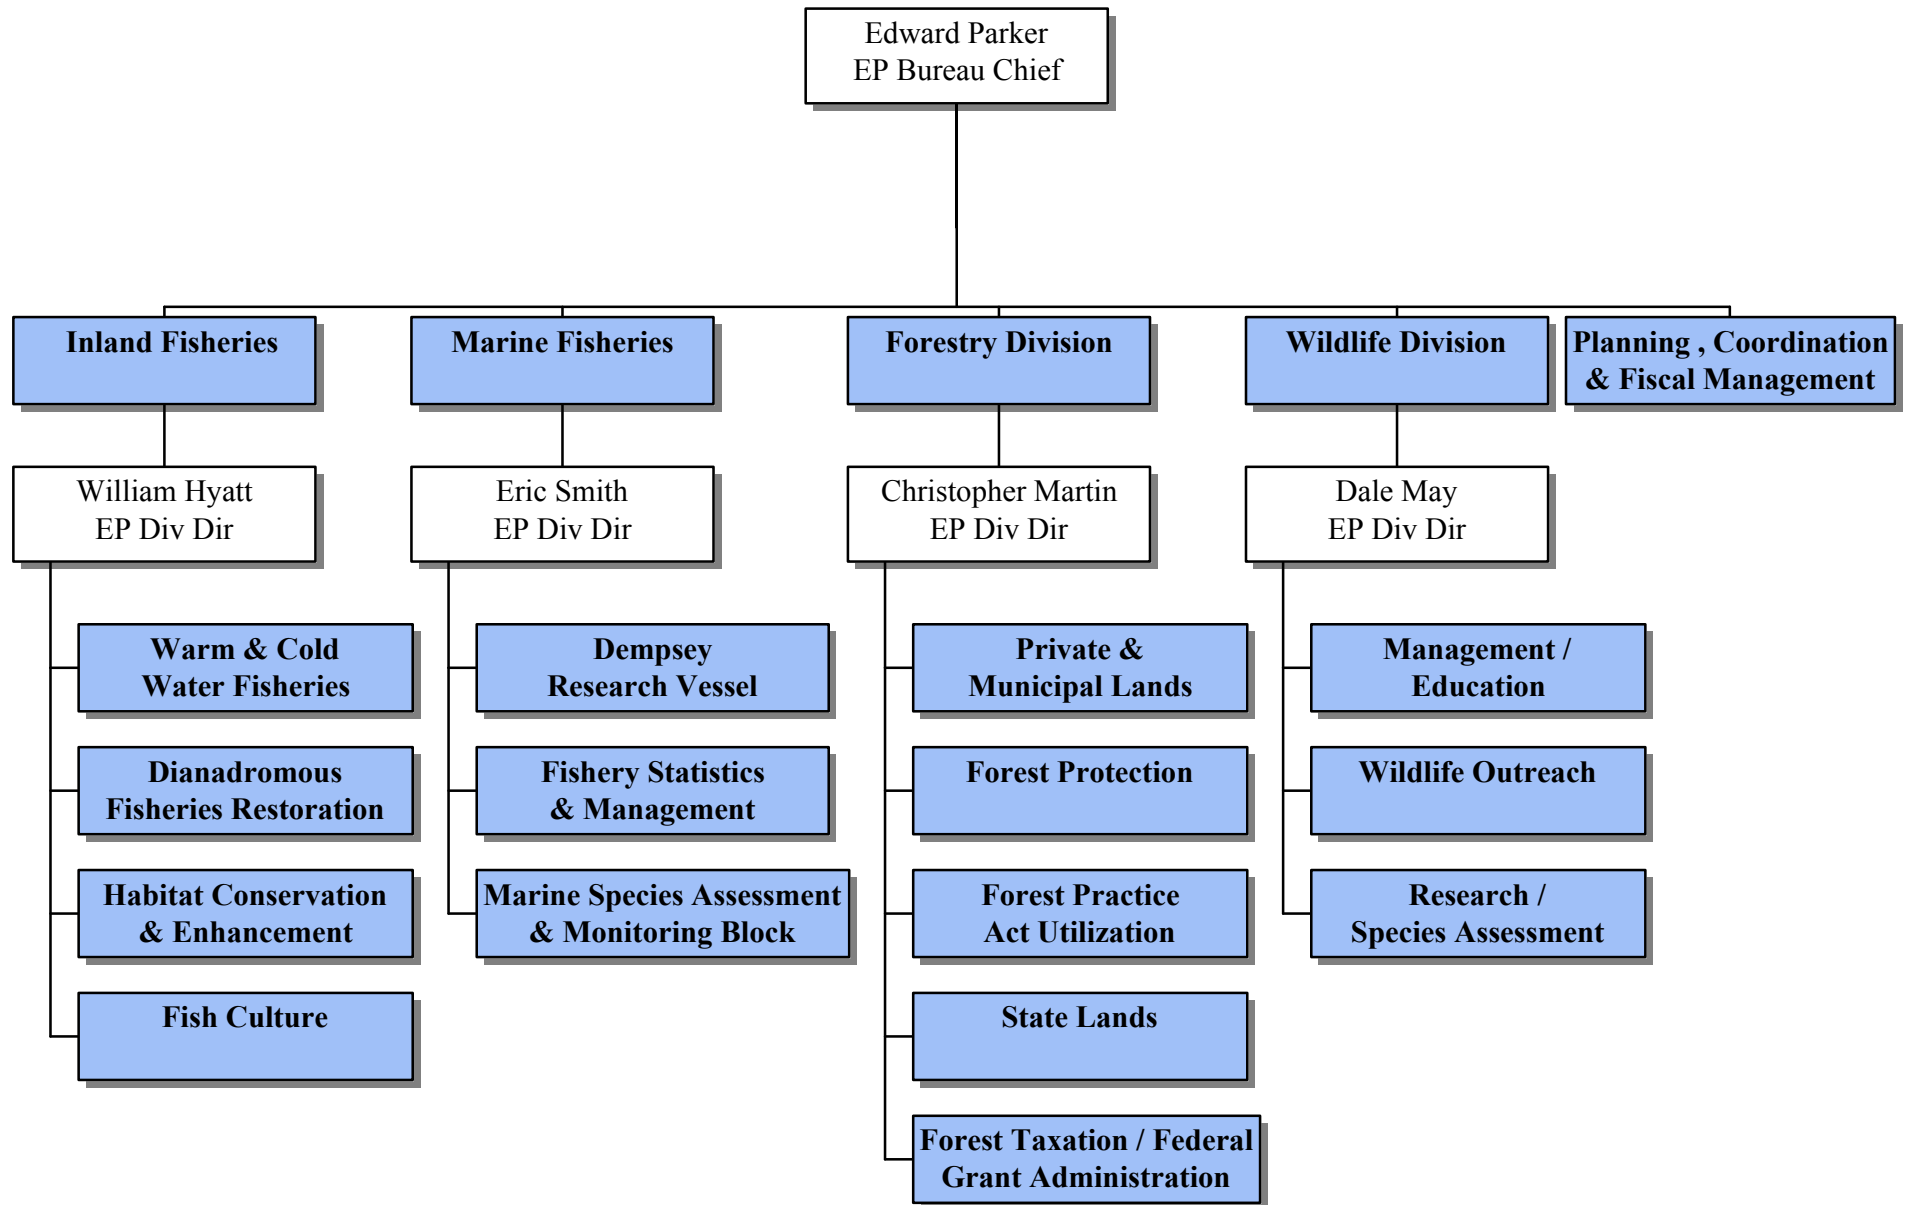 Edward Parker
EP Bureau Chief
Inland Fisheries
Marine Fisheries
Forestry Division
Wildlife Division
Planning , Coordination
& Fiscal Management
William Hyatt
EP Div Dir
Eric Smith
EP Div Dir
Christopher Martin
EP Div Dir
Dale May
EP Div Dir
Warm & Cold
Water Fisheries
Dianadromous
Fisheries Restoration
Habitat Conservation
& Enhancement
Fish Culture
Dempsey
Research Vessel
Fishery Statistics
& Management
Marine Species Assessment
& Monitoring Block
Private &
Municipal Lands
Forest Protection
Forest Practice
Act Utilization
State Lands
Forest Taxation / Federal
Grant Administration
Management /
Education
Wildlife Outreach
Research /
Species Assessment